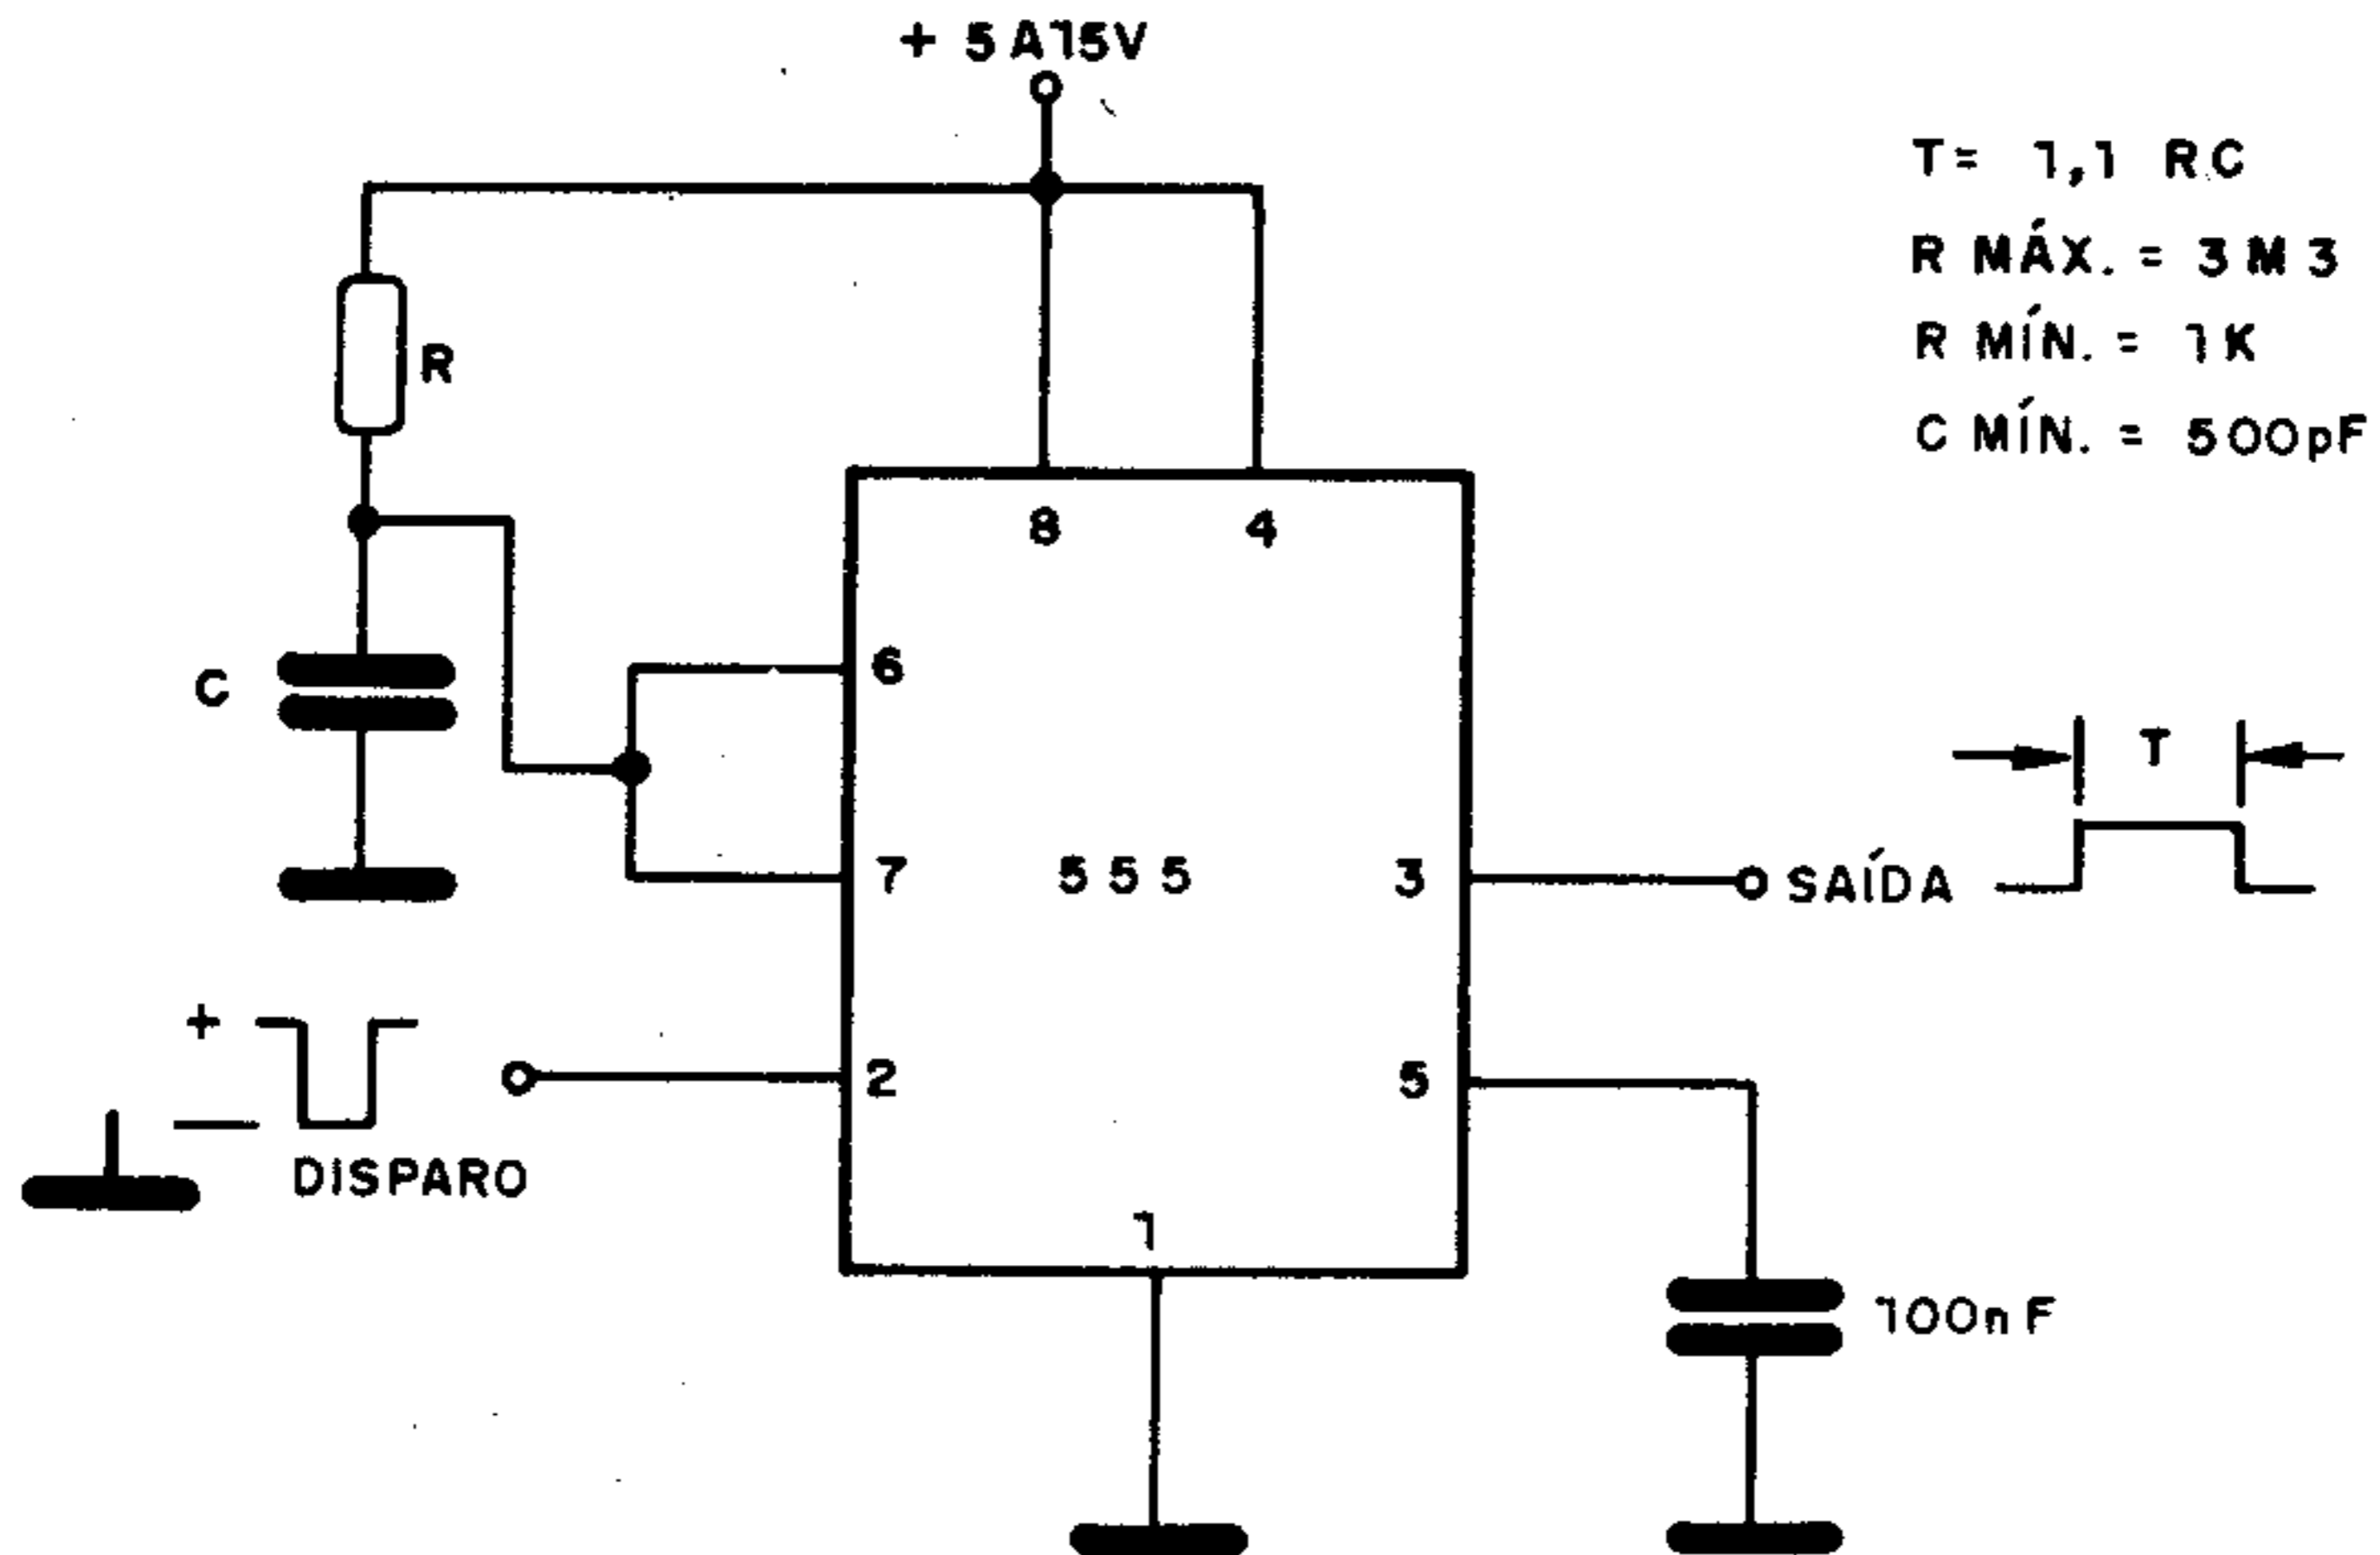 + 5 A 15V
T = 1,1 RC
R MÁX. = 3M3
R MÍN. = 1K
C MÍN. = 500pF
R
8
4
6
C
T
7
555
3
SAÍDA
+
2
5
DISPARO
1
100nF